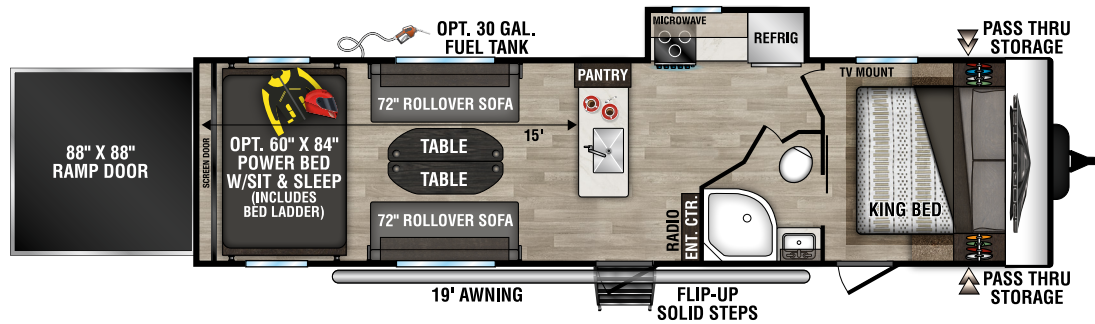 OPT. 30 GAL.
FUEL TANK
MICROWAVE
REFRIG
PASS THRU
STORAGE
PANTRY
TV MOUNT
88" X 88"
RAMP DOOR
SCREEN DOOR
OPT. 60" X 84"
POWER BED
W/SIT & SLEEP
(INCLUDES
BED LADDER)
72" ROLLOVER SOFA
15'
TABLE
TABLE
72" ROLLOVER SOFA
RADIO
ENT. CTR.
KING BED
19' AWNING
FLIP-UP
SOLID STEPS
PASS THRU
STORAGE